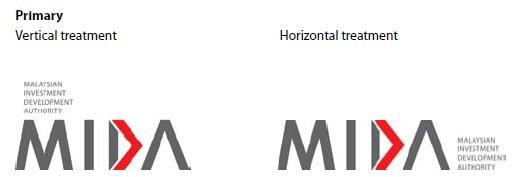 Primary
Vertical treatment
Horizontal treatment
MALAYSIAN
INVESTMENT
DEVELOPMENT
AUTHORITY
MIDA
MIDA
MALAYSIAN
INVESTMENT
DEVELOPMENT
AUTHORITY